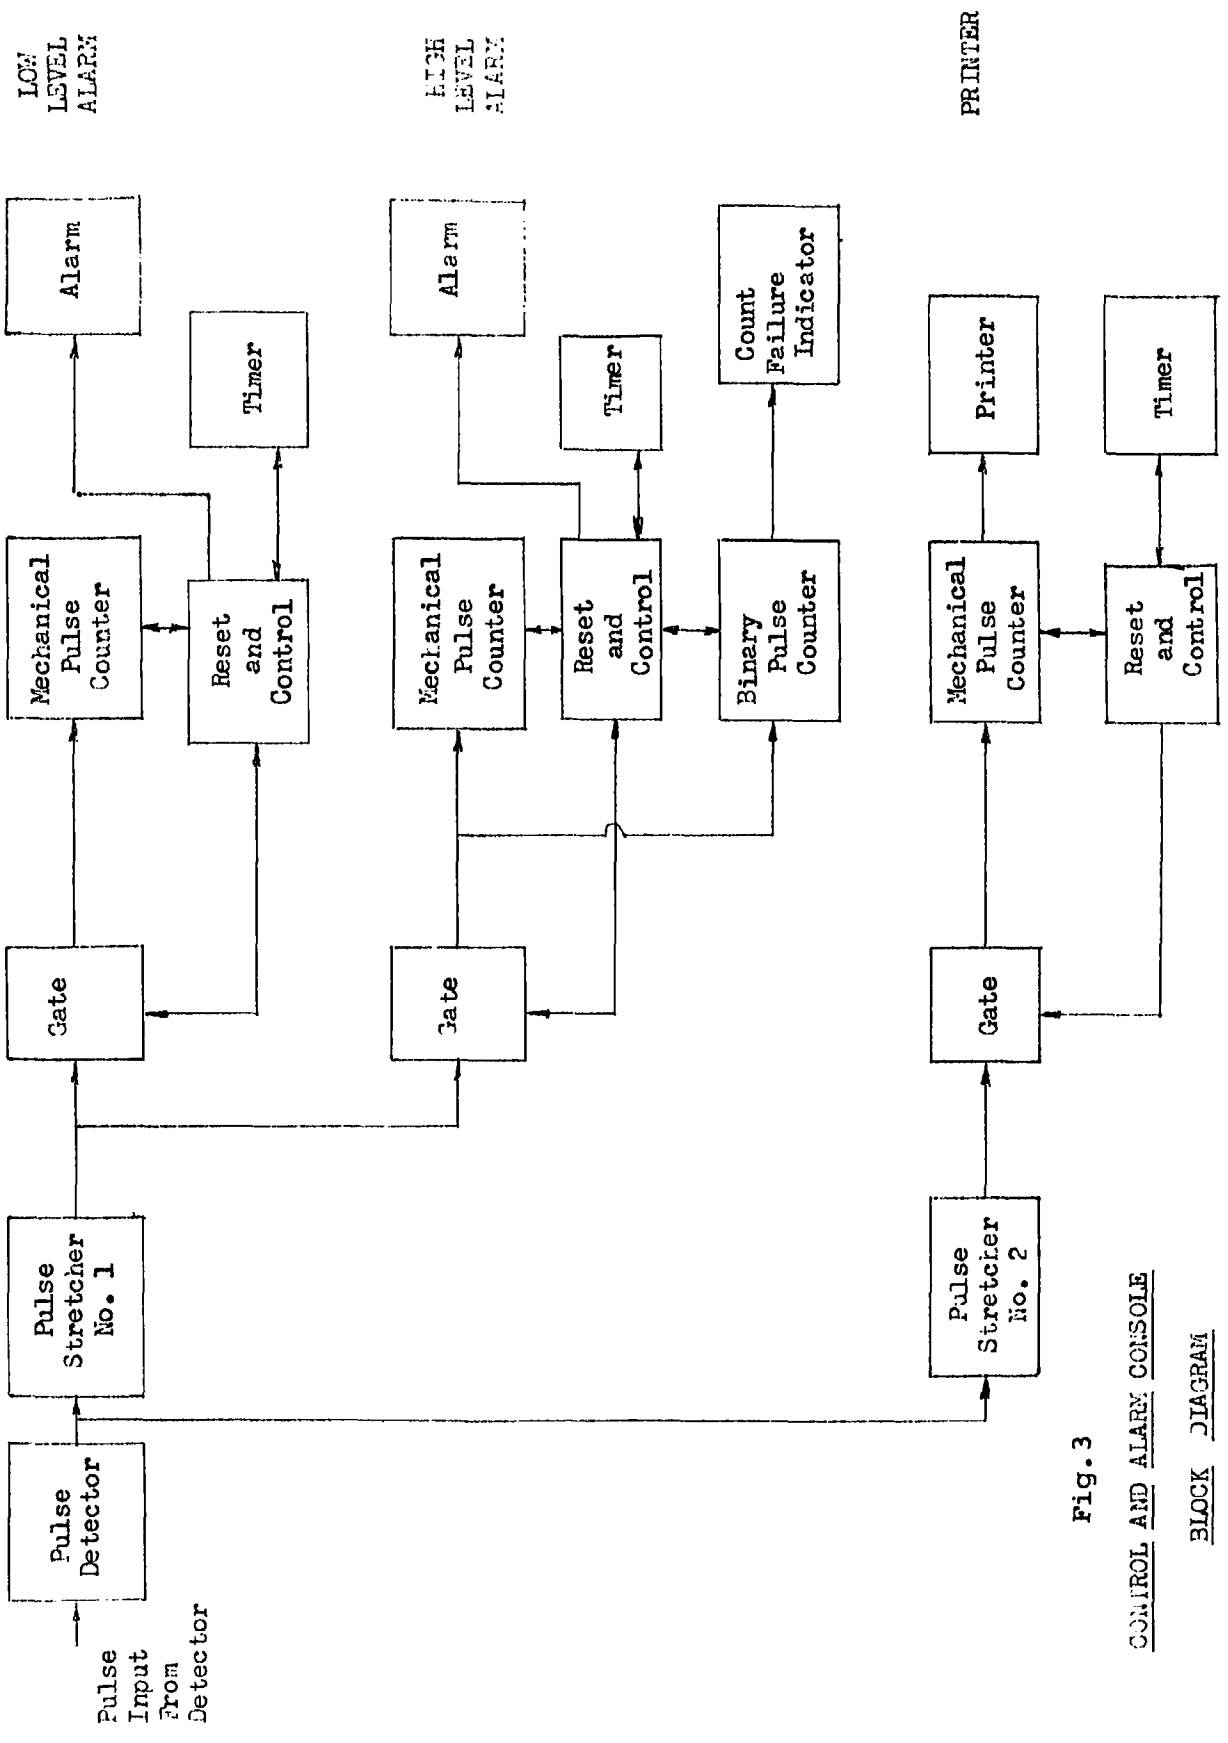 Pulse
Input
From
Detector
Pulse
Detector
Pulse
Stretcher
No. 1
Gate
Mechanical
Pulse
Counter
Reset
and
Control
Timer
Alarm
LOW
LEVEL
ALARM
Gate
Mechanical
Pulse
Counter
Reset
and
Control
Timer
Binary
Pulse
Counter
Count
Failure
Indicator
Alarm
HIGH
LEVEL
ALARM
Pulse
Stretcher
No. 2
Gate
Mechanical
Pulse
Counter
Reset
and
Control
Printer
Timer
PRINTER
Fig.3
CONTROL AND ALARM CONSOLE
BLOCK DIAGRAM